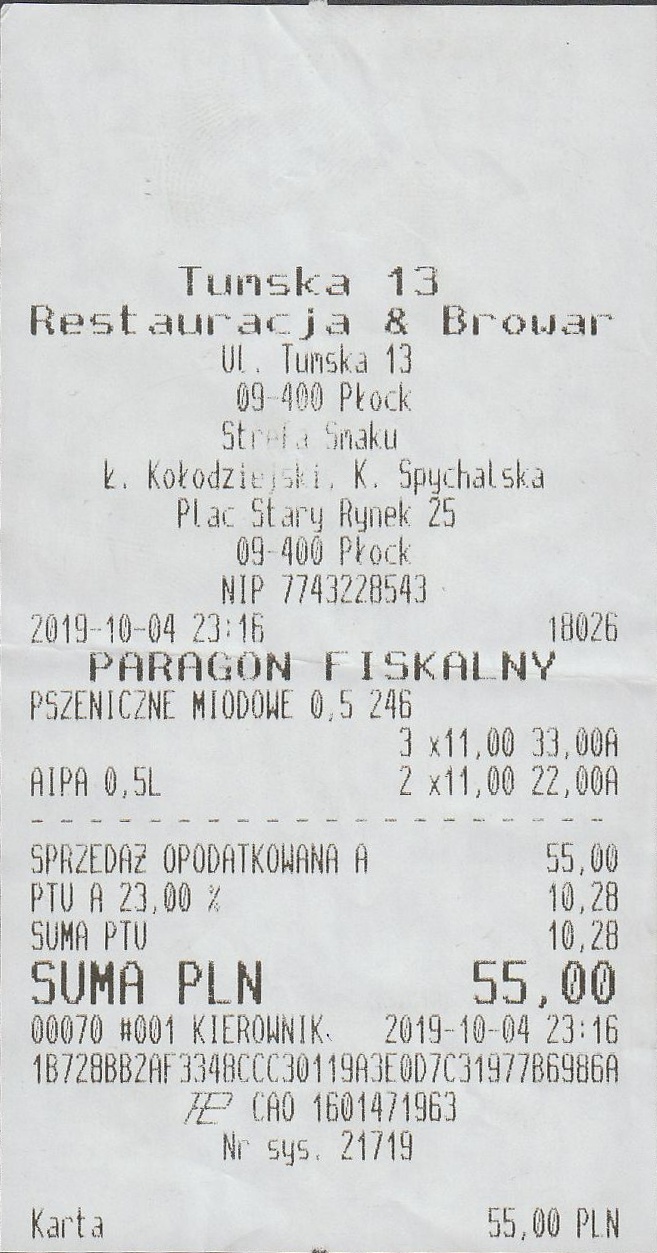 Tumska 13
Restauracja & Browar
Ul. Tumska 13
09-400 Płock
Strefa Smaku
Ł. Kołodziejski, K. Spychalska
Plac Stary Rynek 25
09-400 Płock
NIP 7743228543
2019-10-04 23:16 18026
PARAGON FISKALNY
PSZENICZNE MIODOWE 0,5 246
3 x11,00 33,00A
AIPA 0,5L 2 x11,00 22,00A
SPRZEDAŻ OPODATKOWANA A 55,00
PTU A 23,00 % 10,28
SUMA PTU 10,28
SUMA PLN 55,00
00070 #001 KIEROWNIK 2019-10-04 23:16
1B728BB2AF3348CCC30119A3E0D7C31977B6986A
CAO 1601471963
Nr sys. 21719
Karta 55,00 PLN